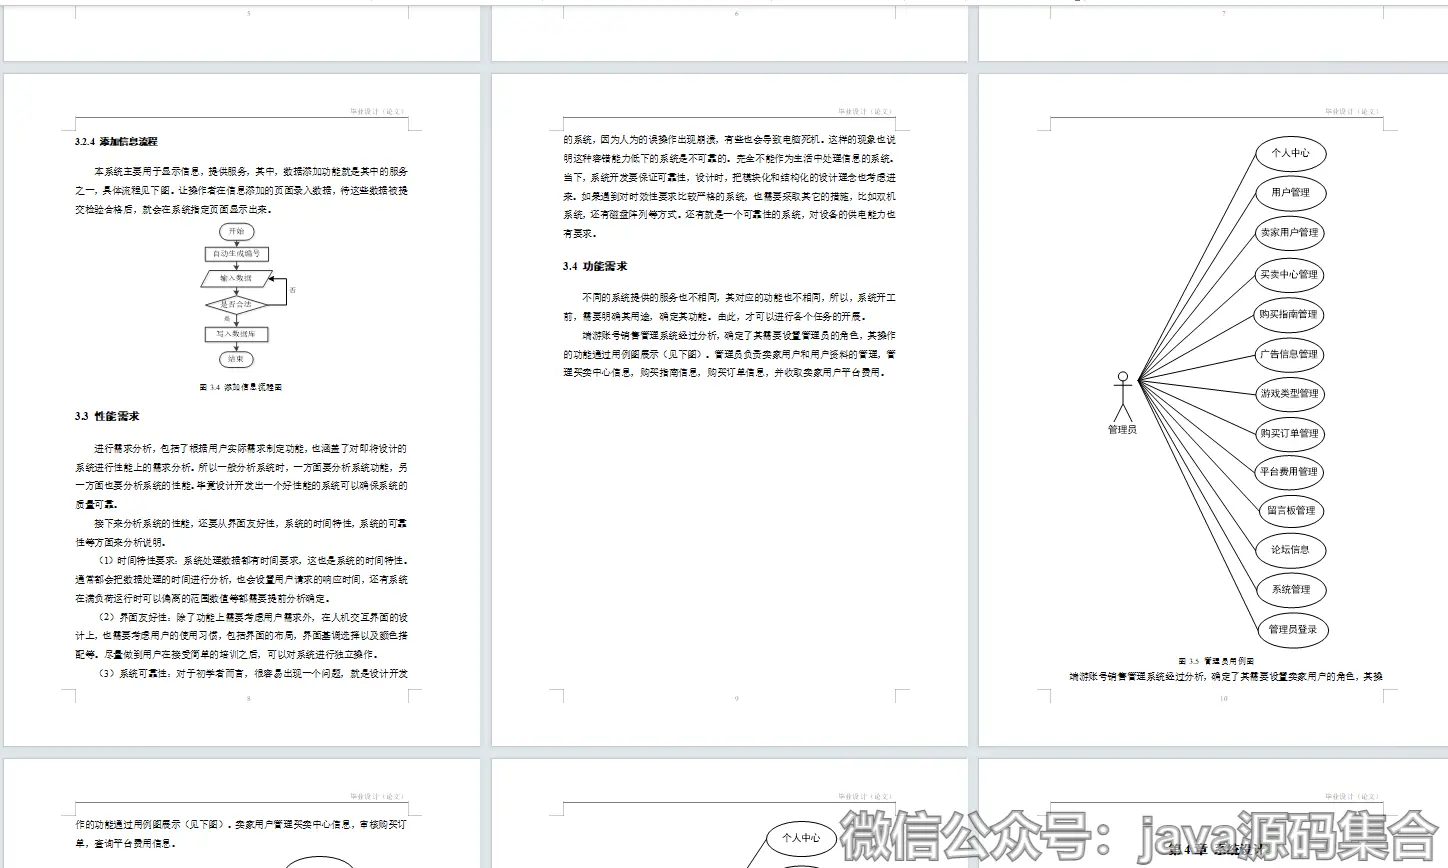 5
6
7
毕业设计（论文）
3.2.4 添加信息流程
本系统主要用于显示信息，提供服务，其中，数据添加功能就是其中的服务
之一，具体流程见下图。让操作者在信息添加的页面录入数据，待这些数据被提
交检验合格后，就会在系统指定页面显示出来。
开始
自动生成编号
输入数据
否
是否合法
是
写入数据库
结束
图 3.4 添加信息流程图
3.3 性能需求
进行需求分析，包括了根据用户实际需求制定功能，也涵盖了对即将设计的
系统进行性能上的需求分析。所以一般分析系统时，一方面要分析系统功能，另
一方面也要分析系统的性能。毕竟设计开发出一个好性能的系统可以确保系统的
质量可靠。
接下来分析系统的性能，还要从界面友好性，系统的时间特性，系统的可靠
性等方面来分析说明。
（1）时间特性要求：系统处理数据都有时间要求，这也是系统的时间特性。
通常都会把数据处理的时间进行分析，也会设置用户请求的响应时间，还有系统
在满负荷运行时可以偏离的范围数值等都需要提前分析确定。
（2）界面友好性：除了功能上需要考虑用户需求外，在人机交互界面的设
计上，也需要考虑用户的使用习惯，包括界面的布局，界面基调选择以及颜色搭
配等。尽量做到用户在接受简单的培训之后，可以对系统进行独立操作。
（3）系统可靠性：对于初学者而言，很容易出现一个问题，就是设计开发
8
毕业设计（论文）
的系统，因为人为的误操作出现崩溃，有些也会导致电脑死机。这样的现象也说
明这种容错能力低下的系统是不可靠的。完全不能作为生活中处理信息的系统。
当下，系统开发要保证可靠性，设计时，把模块化和结构化的设计理念也考虑进
来。如果遇到对时效性要求比较严格的系统，也需要采取其它的措施，比如双机
系统，还有磁盘阵列等方式。还有就是一个可靠性的系统，对设备的供电能力也
有要求。
3.4 功能需求
不同的系统提供的服务也不相同，其对应的功能也不相同，所以，系统开工
前，需要明确其用途，确定其功能。由此，才可以进行各个任务的开展。
端游账号销售管理系统经过分析，确定了其需要设置管理员的角色，其操作
的功能通过用例图展示（见下图）。管理员负责卖家用户和用户资料的管理，管
理买卖中心信息，购买指南信息，购买订单信息，并收取卖家用户平台费用。
9
毕业设计（论文）
个人中心
用户管理
卖家用户管理
买卖中心管理
购买指南管理
广告信息管理
游戏类型管理
管理员
购买订单管理
平台费用管理
留言板管理
论坛信息
系统管理
管理员登录
图 3.5 管理员用例图
端游账号销售管理系统经过分析，确定了其需要设置卖家用户的角色，其操
10
毕业设计（论文）
作的功能通过用例图展示（见下图）。卖家用户管理买卖中心信息，审核购买订
单，查询平台费用信息。
毕业设计（论文）
个人中心
毕业设计（论文）
第 4 章 系统设计
微信公众号：java源码集合